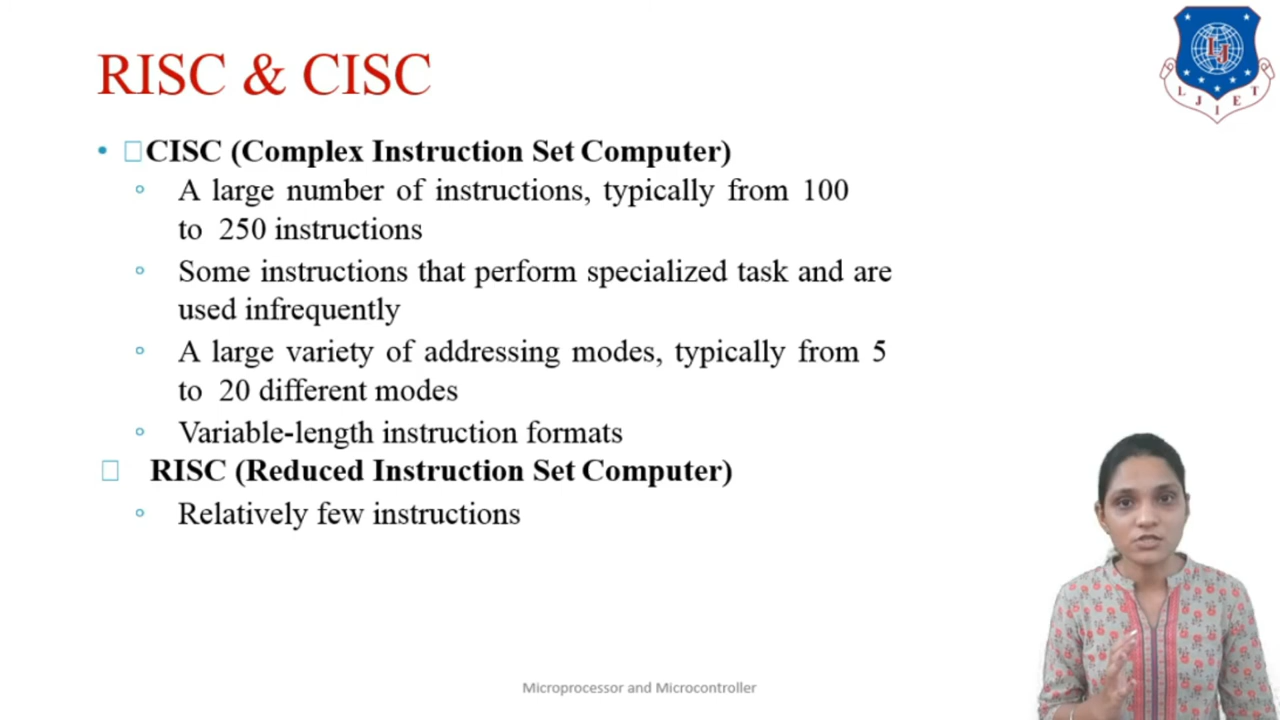 RISC & CISC
• CISC (Complex Instruction Set Computer)
◦ A large number of instructions, typically from 100
to 250 instructions
◦ Some instructions that perform specialized task and are
used infrequently
◦ A large variety of addressing modes, typically from 5
to 20 different modes
◦ Variable-length instruction formats
RISC (Reduced Instruction Set Computer)
◦ Relatively few instructions
Microprocessor and Microcontroller
LJ
L J I E T